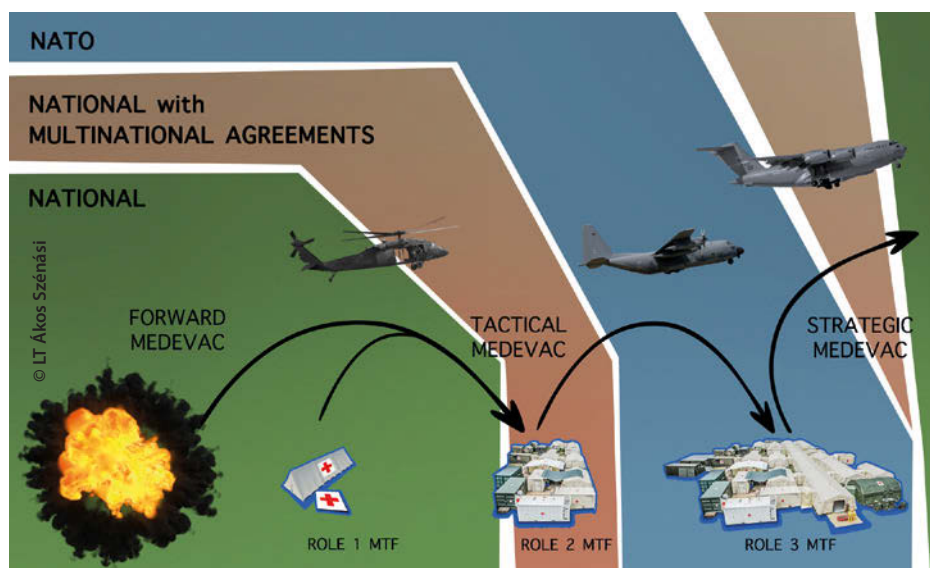 NATO
NATIONAL with
MULTINATIONAL AGREEMENTS
NATIONAL
© LT Ákos Szénási
FORWARD
MEDEVAC
TACTICAL
MEDEVAC
STRATEGIC
MEDEVAC
ROLE 1 MTF
ROLE 2 MTF
ROLE 3 MTF